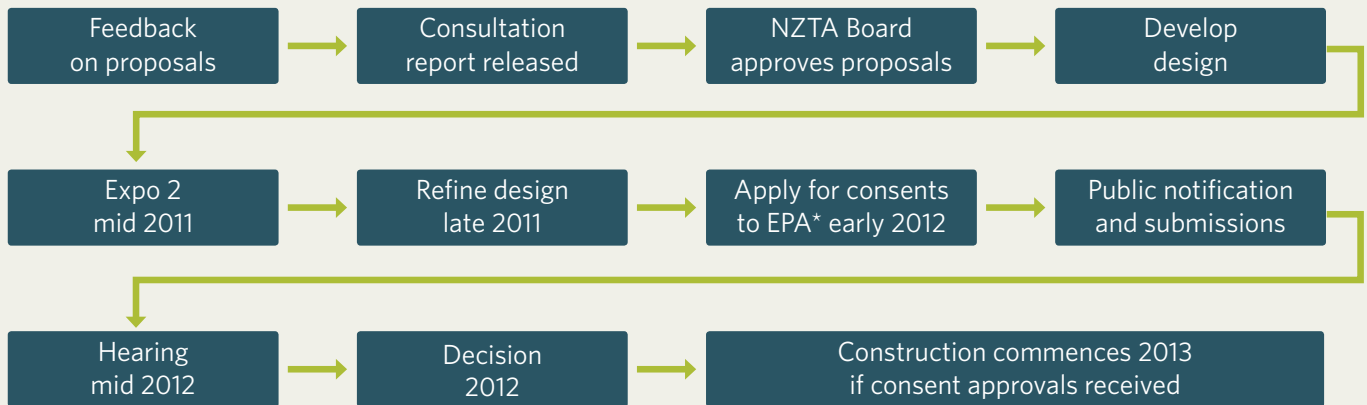 Feedback
on proposals
Consultation
report released
NZTA Board
approves proposals
Develop
design
Expo 2
mid 2011
Refine design
late 2011
Apply for consents
to EPA* early 2012
Public notification
and submissions
Hearing
mid 2012
Decision
2012
Construction commences 2013
if consent approvals received